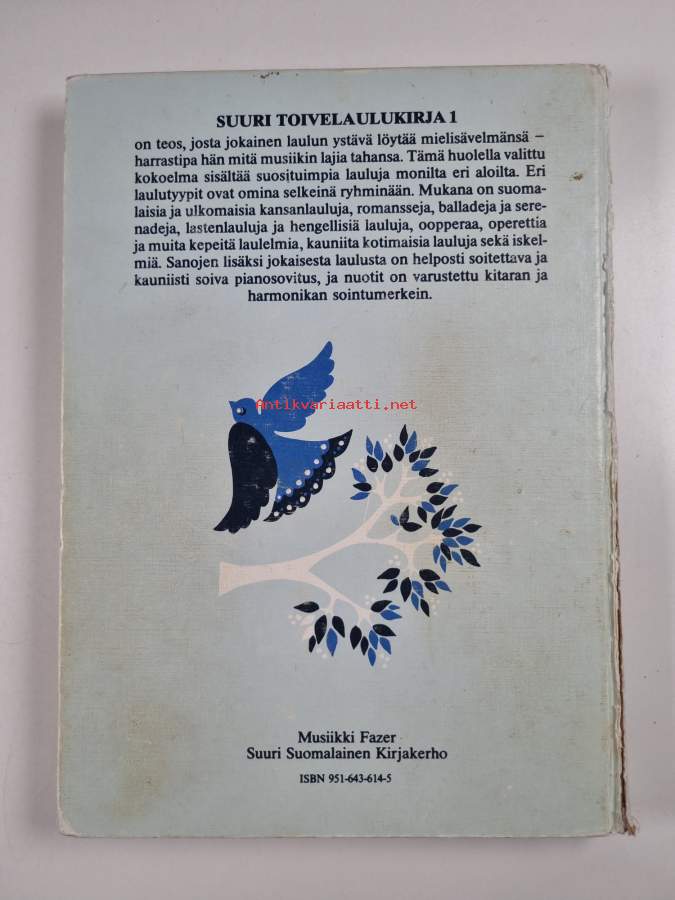 SUURI TOIVELAULUKIRJA 1
on teos, josta jokainen laulun ystävä löytää mielisävelmänsä –
harrastipa hän mitä musiikin lajia tahansa. Tämä huolella valittu
kokoelma sisältää suosituimpia lauluja monilta eri aloilta. Eri
laulutyypit ovat omina selkeinä ryhminään. Mukana on suoma-
laisia ja ulkomaisia kansanlauluja, romansseja, balladeja ja sere-
nadeja, lastenlauluja ja hengellisiä lauluja, oopperaa, operettia
ja muita kepeitä laulelmia, kauniita kotimaisia lauluja sekä iskel-
miä. Sanojen lisäksi jokaisesta laulusta on helposti soitettava ja
kauniisti soiva pianosovitus, ja nuotit on varustettu kitaran ja
harmonikan sointumerkein.
Antikvariaatti.net
Musiikki Fazer
Suuri Suomalainen Kirjakerho
ISBN 951-643-614-5